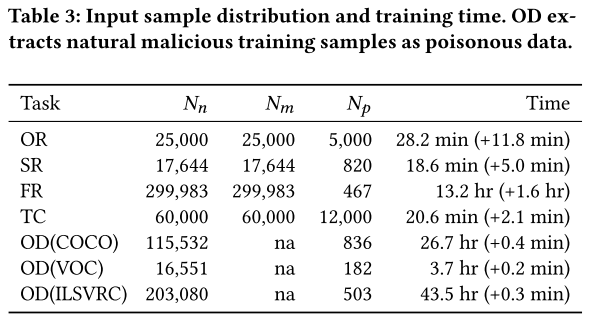 Table 3: Input sample distribution and training time. OD ex-
tracts natural malicious training samples as poisonous data.
Task Nn Nm Np Time
OR 25,000 25,000 5,000 28.2 min (+11.8 min)
SR 17,644 17,644 820 18.6 min (+5.0 min)
FR 299,983 299,983 467 13.2 hr (+1.6 hr)
TC 60,000 60,000 12,000 20.6 min (+2.1 min)
OD(COCO) 115,532 na 836 26.7 hr (+0.4 min)
OD(VOC) 16,551 na 182 3.7 hr (+0.2 min)
OD(ILSVRC) 203,080 na 503 43.5 hr (+0.3 min)